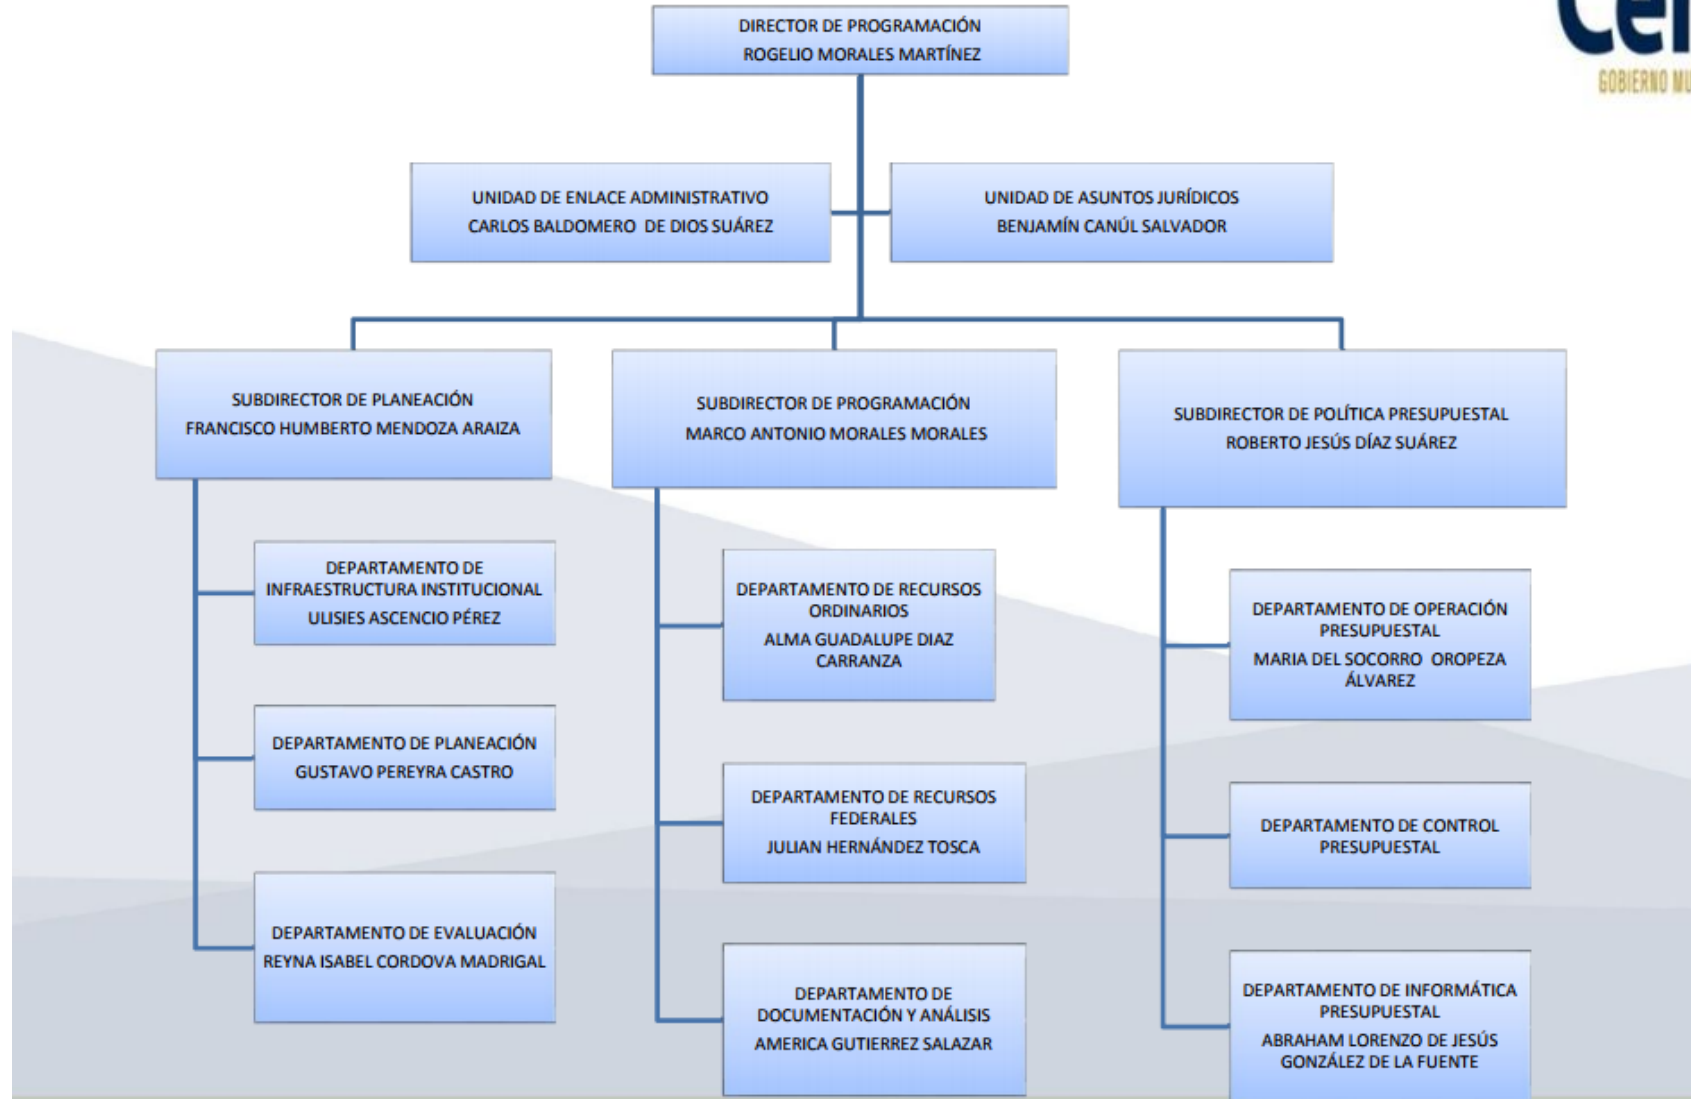 DIRECTOR DE PROGRAMACIÓN
ROGELIO MORALES MARTÍNEZ
GOBIERNO
UNIDAD DE ENLACE ADMINISTRATIVO
CARLOS BALDOMERO DE DIOS SUÁREZ
UNIDAD DE ASUNTOS JURÍDICOS
BENJAMÍN CANÚL SALVADOR
SUBDIRECTOR DE PLANEACIÓN
FRANCISCO HUMBERTO MENDOZA ARAIZA
SUBDIRECTOR DE PROGRAMACIÓN
MARCO ANTONIO MORALES MORALES
SUBDIRECTOR DE POLÍTICA PRESUPUESTAL
ROBERTO JESÚS DÍAZ SUÁREZ
DEPARTAMENTO DE
INFRAESTRUCTURA INSTITUCIONAL
ULISIES ASCENCIO PÉREZ
DEPARTAMENTO DE PLANEACIÓN
GUSTAVO PEREYRA CASTRO
DEPARTAMENTO DE EVALUACIÓN
REYNA ISABEL CORDOVA MADRIGAL
DEPARTAMENTO DE RECURSOS
ORDINARIOS
ALMA GUADALUPE DIAZ
CARRANZA
DEPARTAMENTO DE RECURSOS
FEDERALES
JULIAN HERNÁNDEZ TOSCA
DEPARTAMENTO DE
DOCUMENTACIÓN Y ANÁLISIS
AMERICA GUTIERREZ SALAZAR
DEPARTAMENTO DE OPERACIÓN
PRESUPUESTAL
MARIA DEL SOCORRO OROPEZA
ÁLVAREZ
DEPARTAMENTO DE CONTROL
PRESUPUESTAL
DEPARTAMENTO DE INFORMÁTICA
PRESUPUESTAL
ABRAHAM LORENZO DE JESÚS
GONZÁLEZ DE LA FUENTE